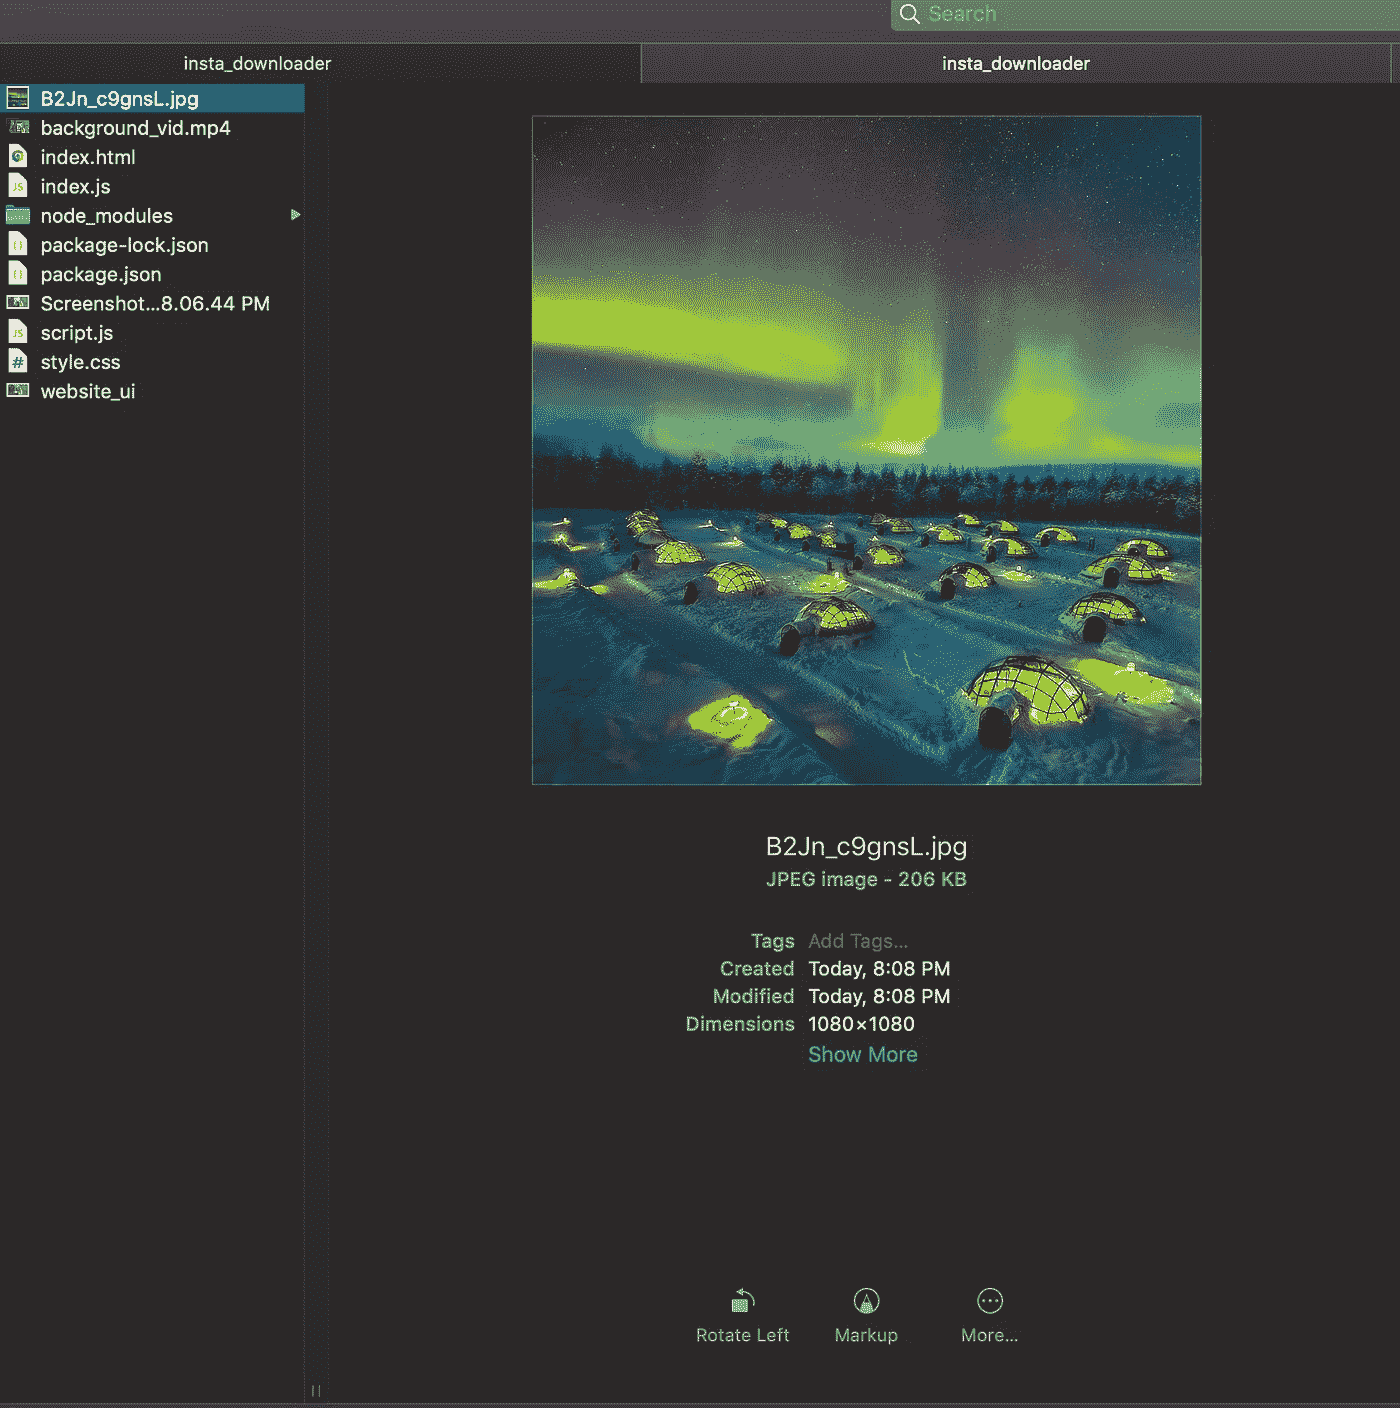 Search
insta_downloader
insta_downloader
B2Jn_c9gnsL.jpg
background_vid.mp4
index.html
index.js
node_modules
package-lock.json
package.json
Screenshot...8.06.44 PM
script.js
style.css
website_ui
B2Jn_c9gnsL.jpg
JPEG image - 206 KB
Tags Add Tags...
Created Today, 8:08 PM
Modified Today, 8:08 PM
Dimensions 1080×1080
Show More
Rotate Left
Markup
More...